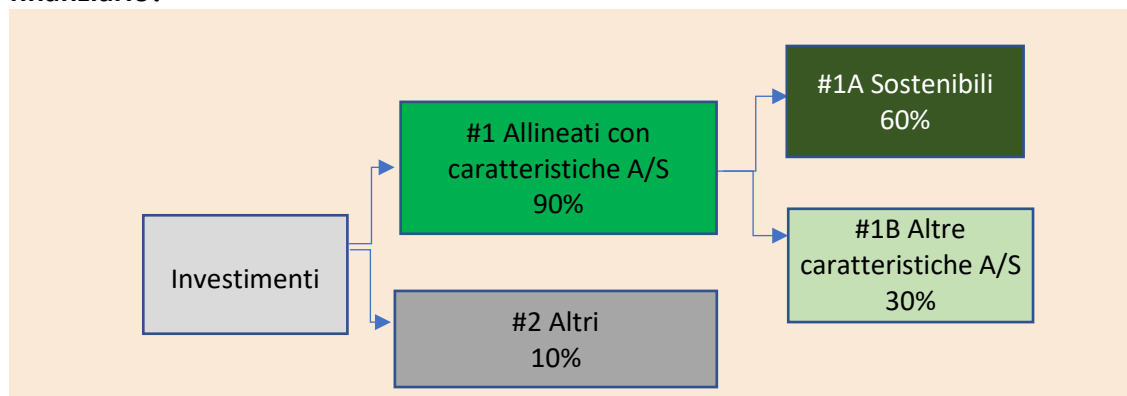 Investimenti
#1 Allineati con
caratteristiche A/S
90%
#2 Altri
10%
#1A Sostenibili
60%
#1B Altre
caratteristiche A/S
30%